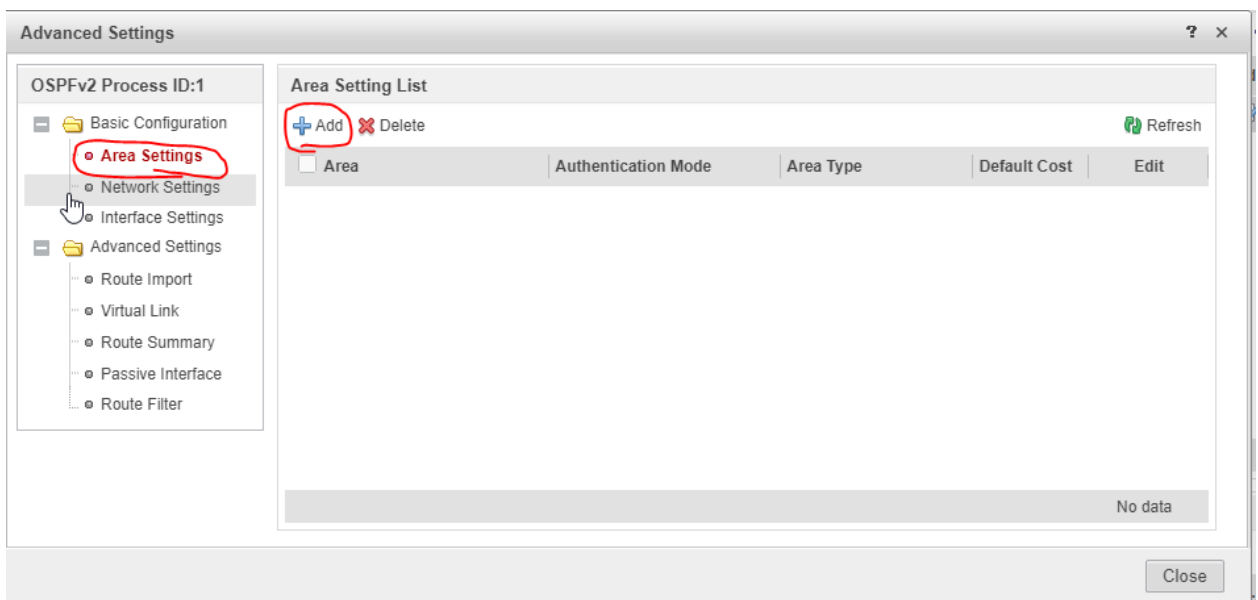 Advanced Settings ? ×
OSPFv2 Process ID:1
Basic Configuration
Area Settings
Network Settings
Interface Settings
Advanced Settings
Route Import
Virtual Link
Route Summary
Passive Interface
Route Filter
Area Setting List
Add Delete Refresh
Area Authentication Mode Area Type Default Cost Edit
No data
Close